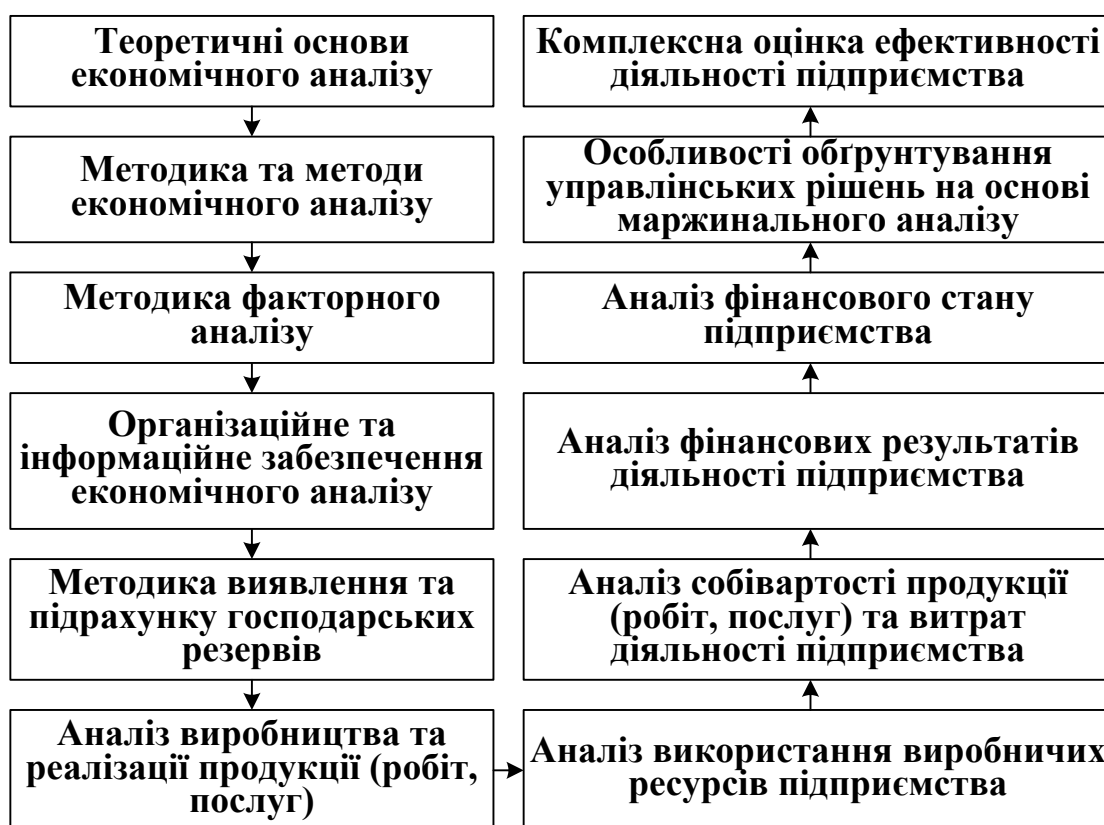 Теоретичні основи
економічного аналізу
Методика та методи
економічного аналізу
Методика факторного
аналізу
Організаційне та
інформаційне забезпечення
економічного аналізу
Методика виявлення та
підрахунку господарських
резервів
Аналіз виробництва та
реалізації продукції (робіт,
послуг)
Аналіз використання виробничих
ресурсів підприємства
Аналіз собівартості продукції
(робіт, послуг) та витрат
діяльності підприємства
Аналіз фінансових результатів
діяльності підприємства
Аналіз фінансового стану
підприємства
Особливості обґрунтування
управлінських рішень на основі
маржинального аналізу
Комплексна оцінка ефективності
діяльності підприємства